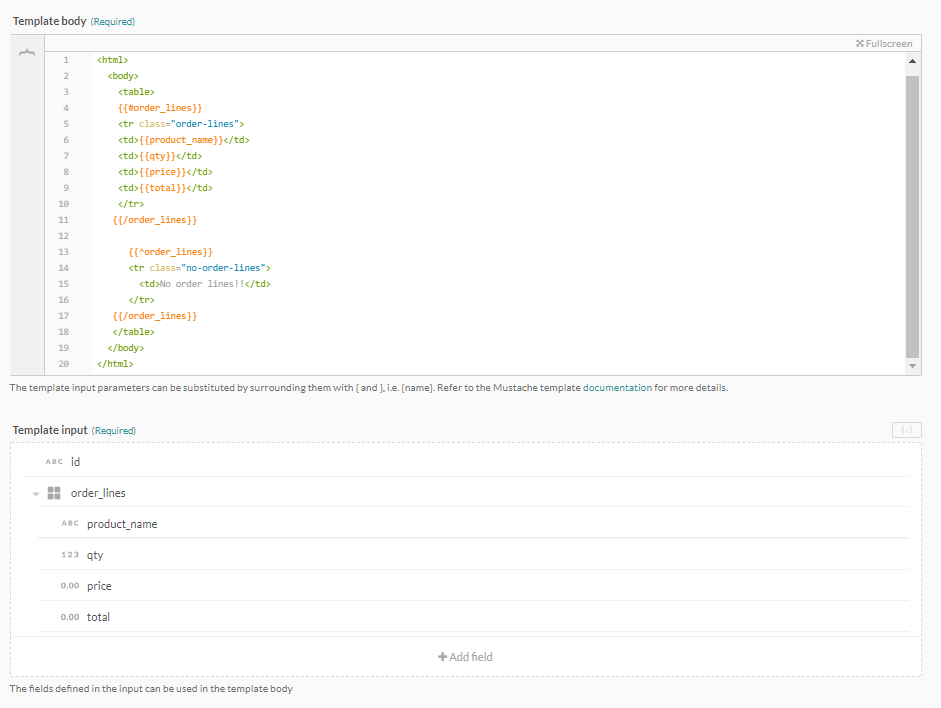 Template body (Required)
Fullscreen
1 <html>
2 <body>
3 <table>
4 {{#order_lines}}
5 <tr class="order-lines">
6 <td>{{product_name}}</td>
7 <td>{{qty}}</td>
8 <td>{{price}}</td>
9 <td>{{total}}</td>
10 </tr>
11 {{/order_lines}}
12
13 {{^order_lines}}
14 <tr class="no-order-lines">
15 <td>No order lines!!</td>
16 </tr>
17 {{/order_lines}}
18 </table>
19 </body>
20 </html>
The template input parameters can be substituted by surrounding them with { and }, i.e. {name}. Refer to the Mustache template documentation for more details.
Template input (Required)
ABC id
order_lines
ABC product_name
123 qty
0.00 price
0.00 total
+ Add field
The fields defined in the input can be used in the template body